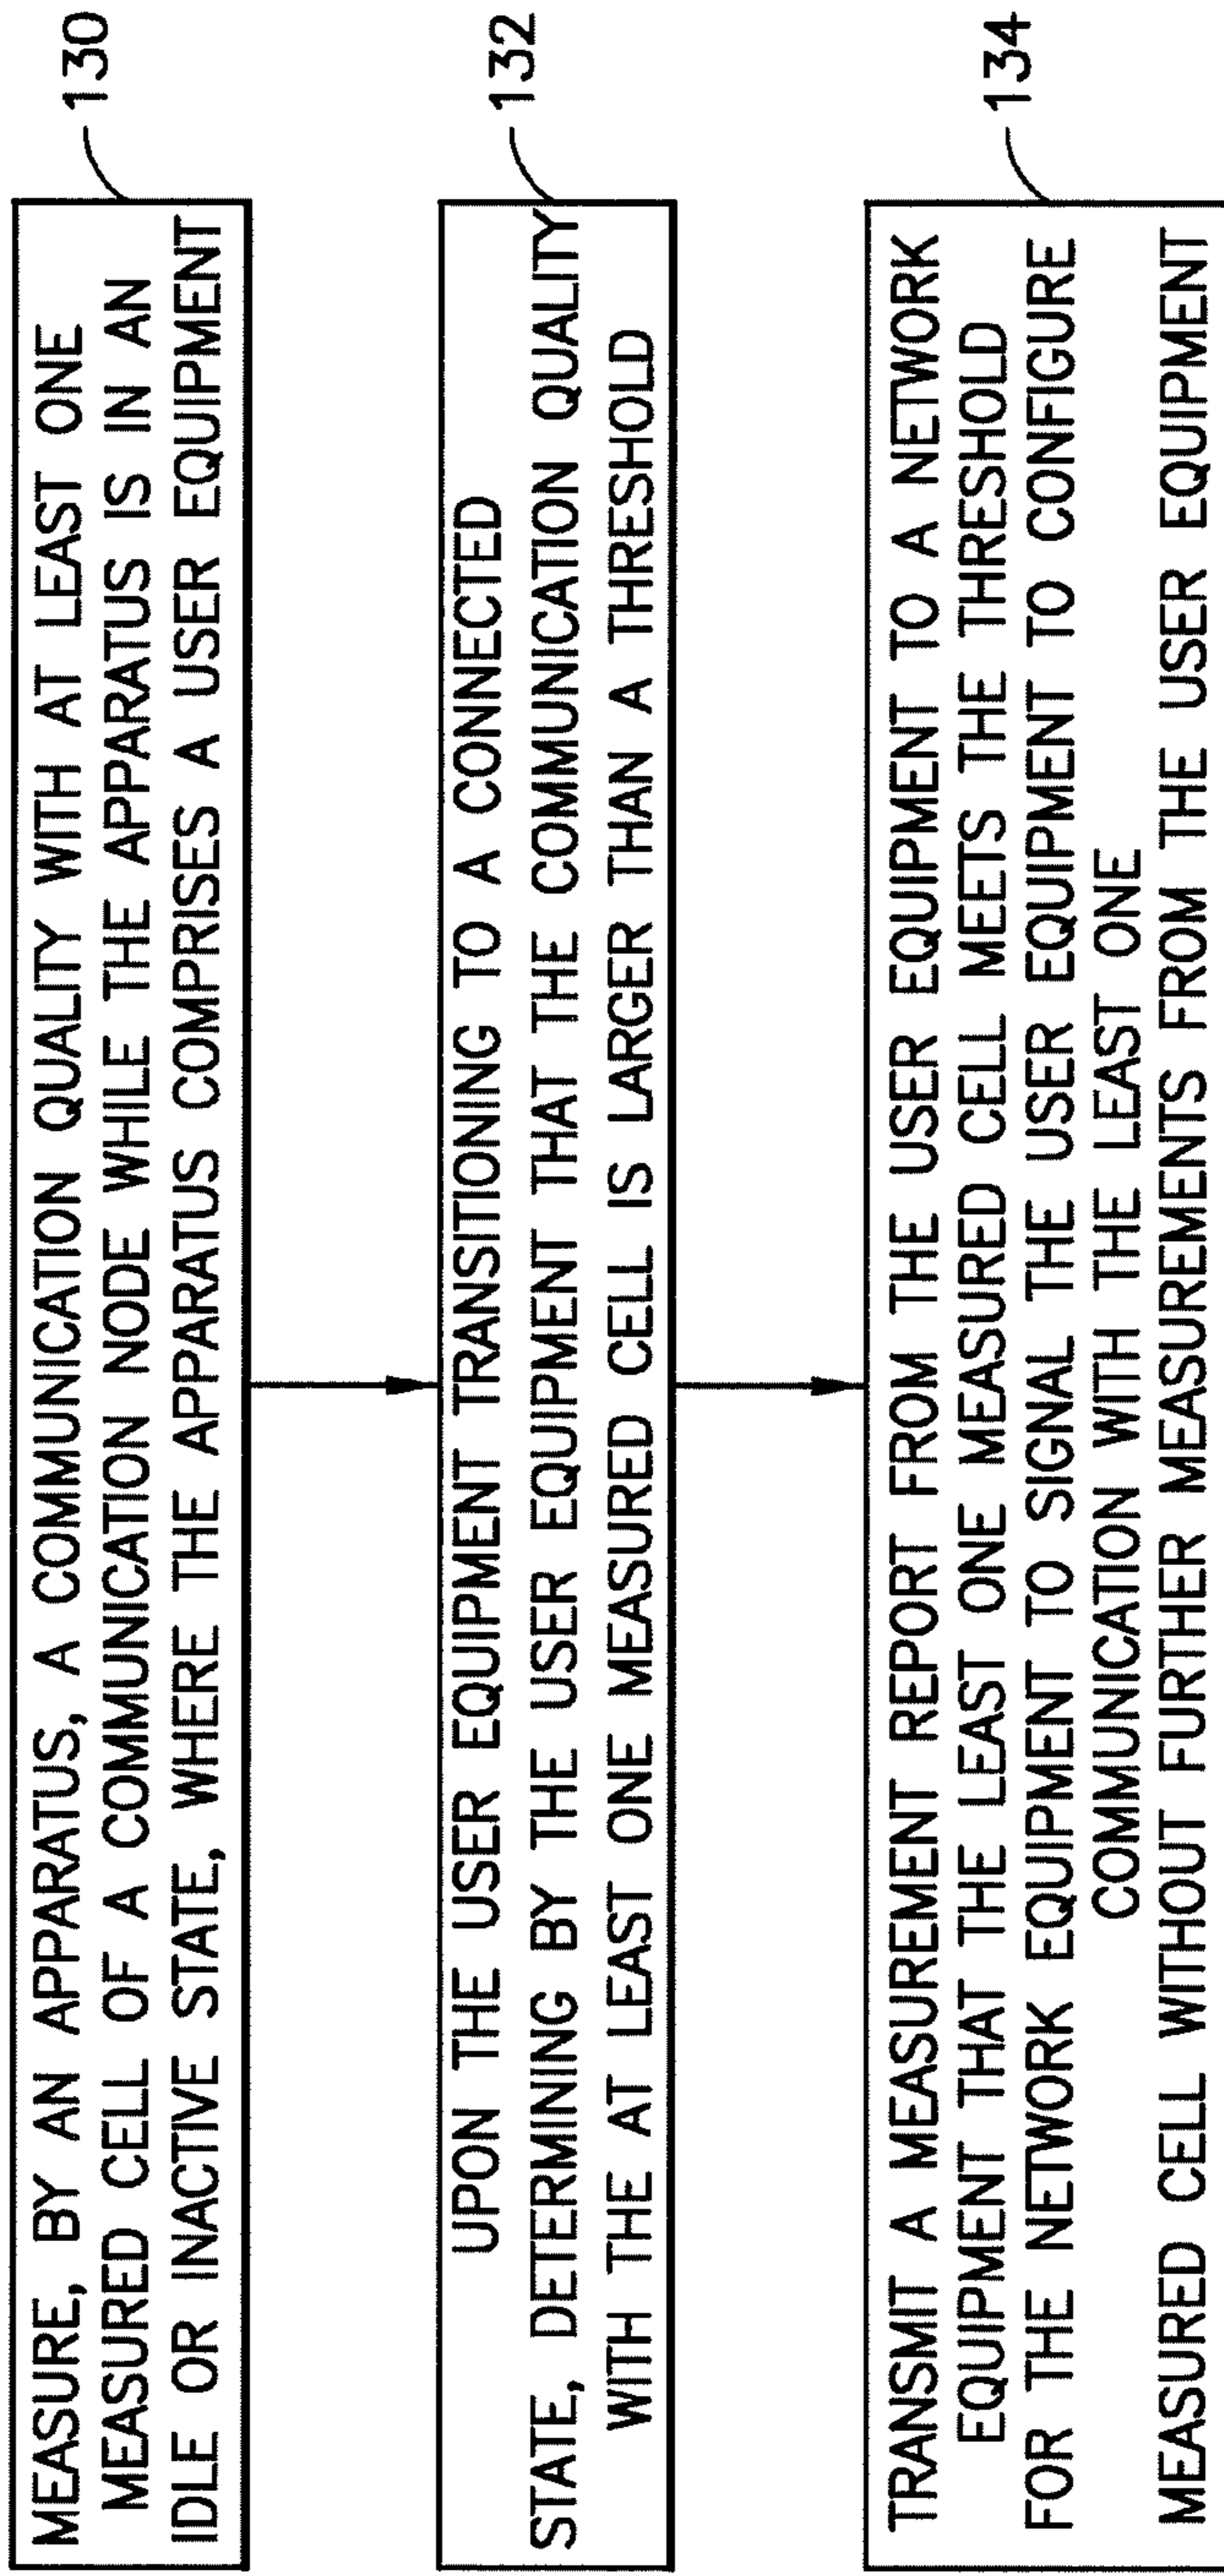 MEASURE, BY AN APPARATUS, A COMMUNICATION QUALITY WITH AT LEAST ONE
MEASURED CELL OF A COMMUNICATION NODE WHILE THE APPARATUS IS IN AN
IDLE OR INACTIVE STATE, WHERE THE APPARATUS COMPRISES A USER EQUIPMENT
130
UPON THE USER EQUIPMENT TRANSITIONING TO A CONNECTED
STATE, DETERMINING BY THE USER EQUIPMENT THAT THE COMMUNICATION QUALITY
WITH THE AT LEAST ONE MEASURED CELL IS LARGER THAN A THRESHOLD
132
TRANSMIT A MEASUREMENT REPORT FROM THE USER EQUIPMENT TO A NETWORK
EQUIPMENT THAT THE LEAST ONE MEASURED CELL MEETS THE THRESHOLD
FOR THE NETWORK EQUIPMENT TO SIGNAL THE USER EQUIPMENT TO CONFIGURE
COMMUNICATION WITH THE LEAST ONE
MEASURED CELL WITHOUT FURTHER MEASUREMENTS FROM THE USER EQUIPMENT
134